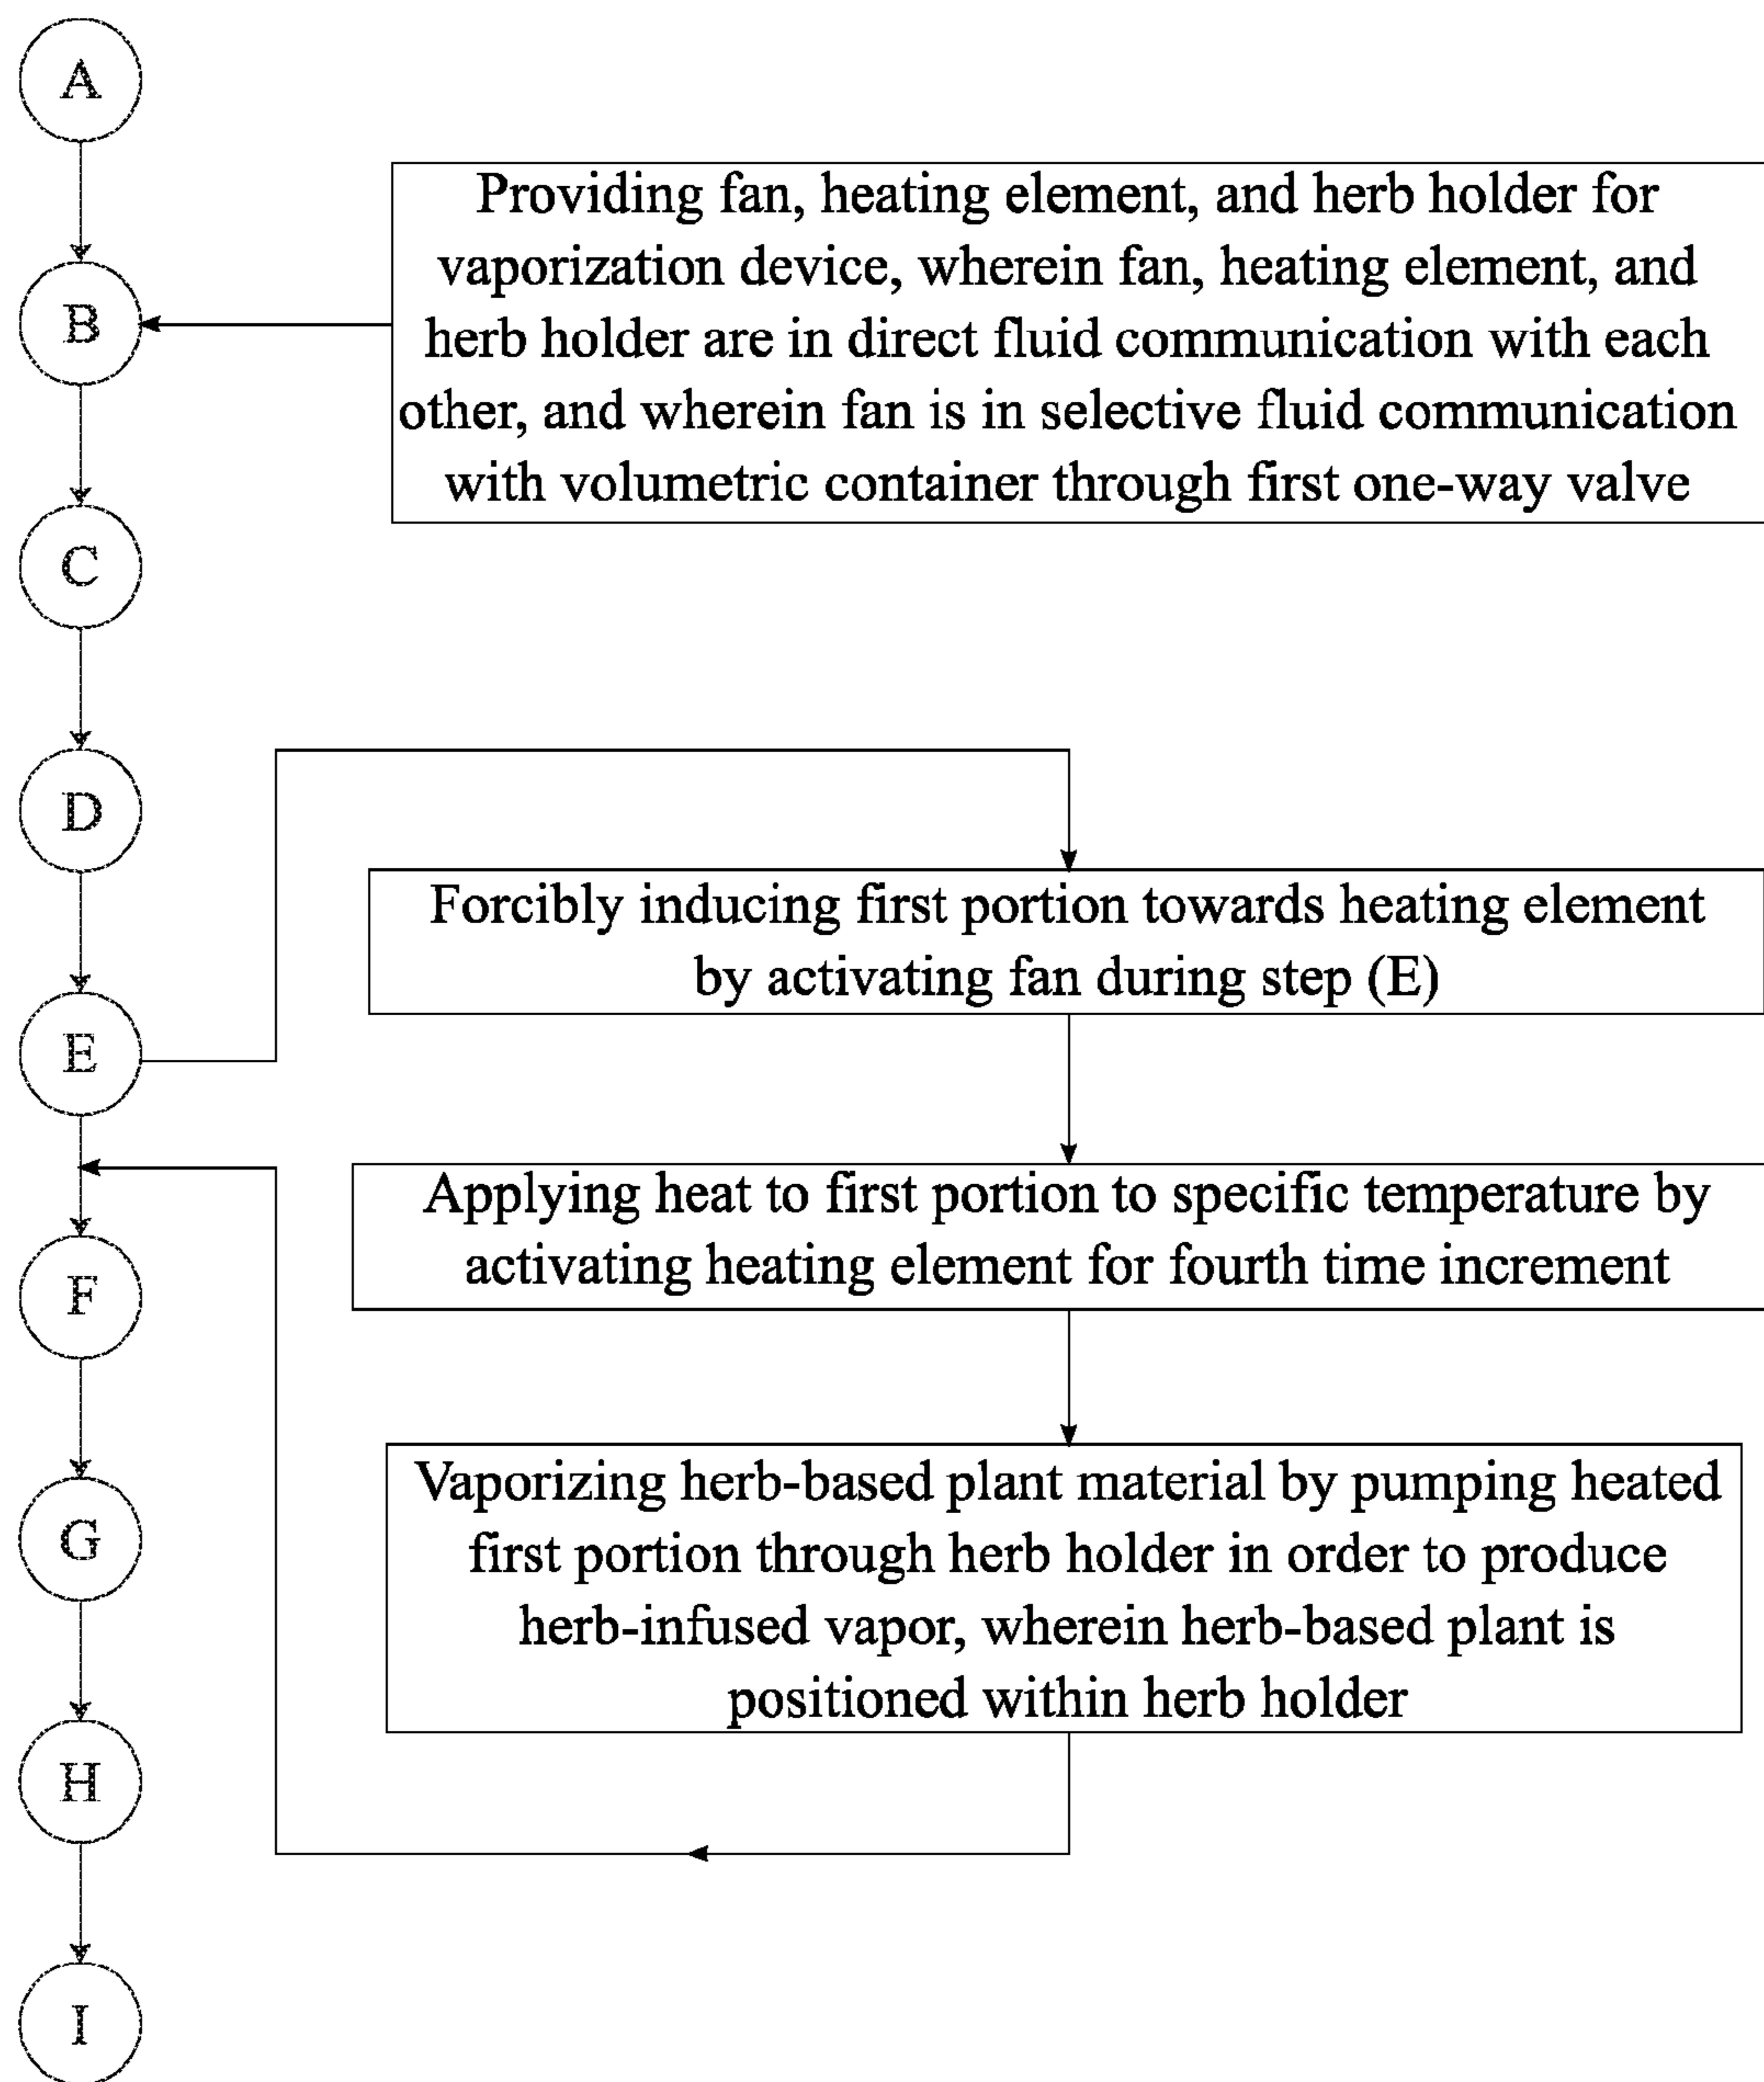 A
Providing fan, heating element, and herb holder for
vaporization device, wherein fan, heating element, and
B
herb holder are in direct fluid communication with each
other, and wherein fan is in selective fluid communication
with volumetric container through first one-way valve
C
D
Forcibly inducing first portion towards heating element
by activating fan during step (E)
E
Applying heat to first portion to specific temperature by
activating heating element for fourth time increment
F
Vaporizing herb-based plant material by pumping heated
first portion through herb holder in order to produce
herb-infused vapor, wherein herb-based plant is
positioned within herb holder
G
H
I